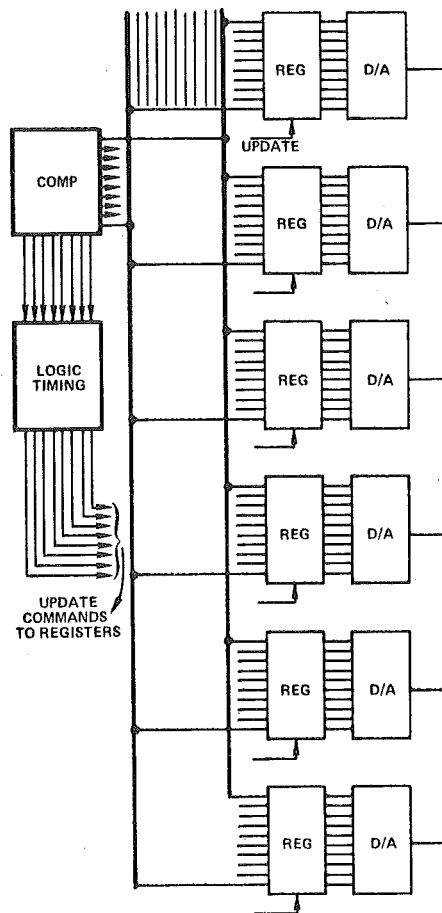 REG
D/A
UPDATE
COMP
REG
D/A
LOGIC
TIMING
REG
D/A
REG
D/A
UPDATE
COMMANDS
TO REGISTERS
REG
D/A
REG
D/A